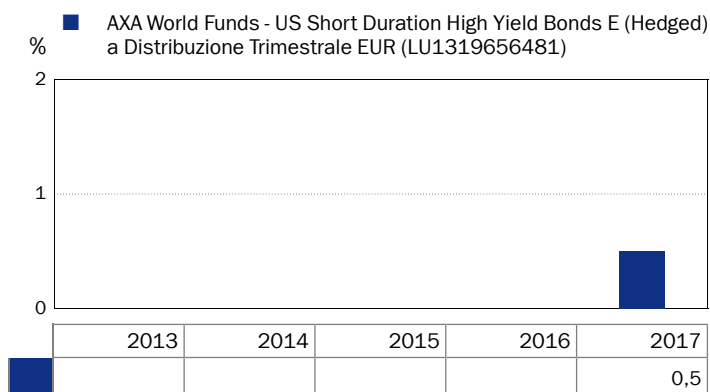 AXA World Funds - US Short Duration High Yield Bonds E (Hedged)
% a Distribuzione Trimestrale EUR (LU1319656481)
2
1
0
2013 2014 2015 2016 2017
0,5